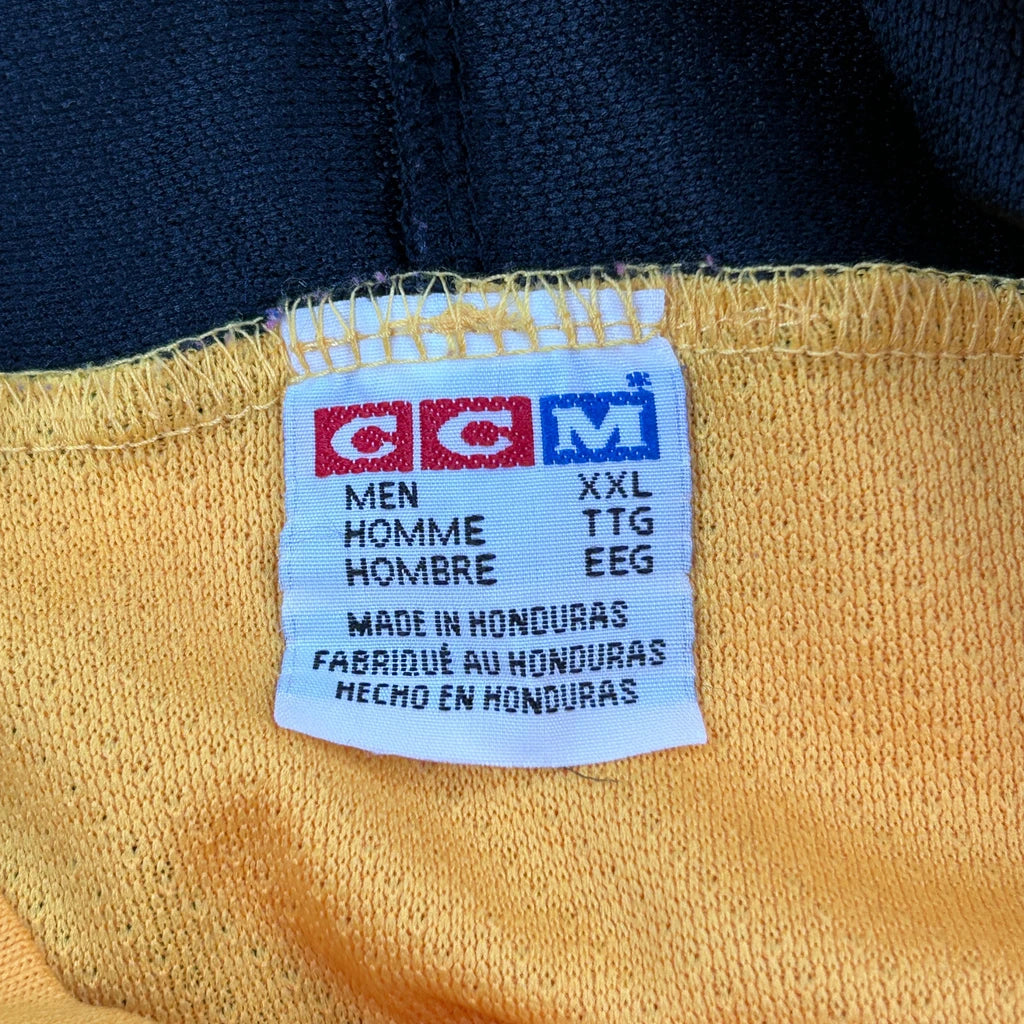 CCM*
MEN XXL
HOMME TTG
HOMBRE EEG
MADE IN HONDURAS
FABRIQUÉ AU HONDURAS
HECHO EN HONDURAS